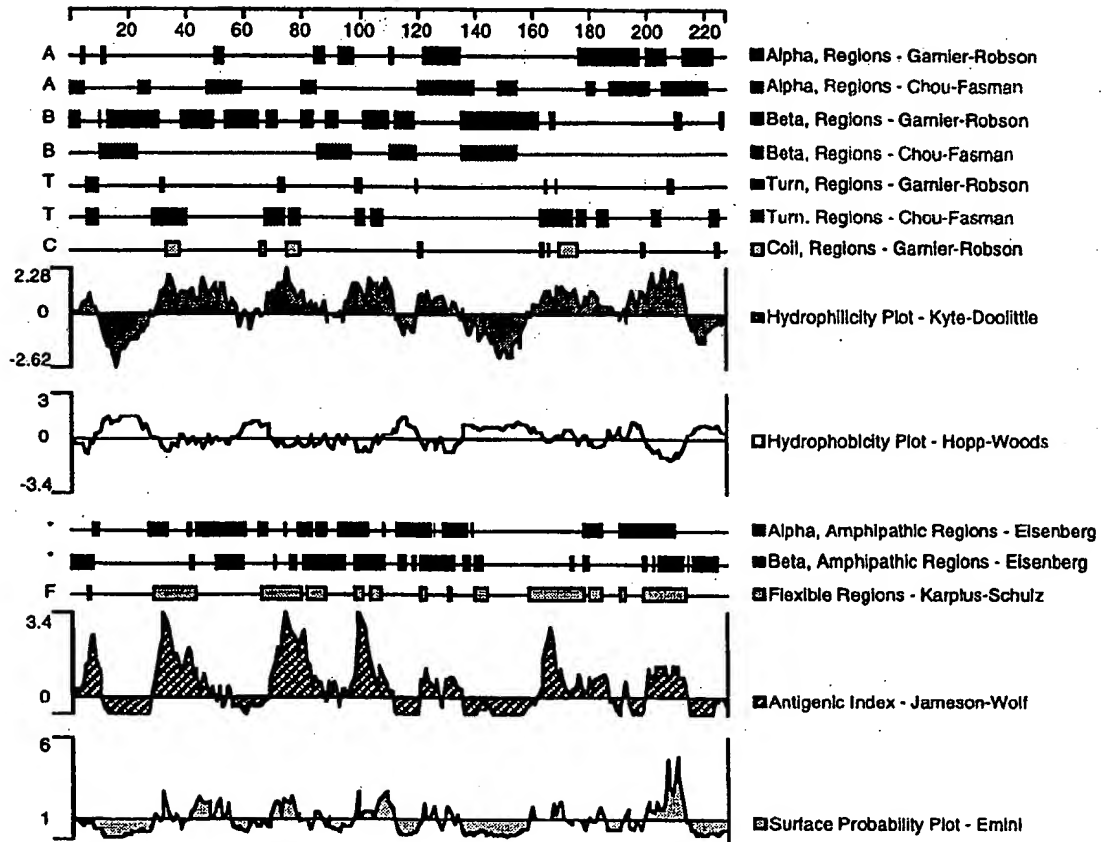 20 40 60 80 100 120 140 160 180 200 220
A Alpha, Regions - Garnier-Robson
A Alpha, Regions - Chou-Fasman
B Beta, Regions - Garnier-Robson
B Beta, Regions - Chou-Fasman
T Turn, Regions - Garnier-Robson
T Turn. Regions - Chou-Fasman
C Coil, Regions - Garnier-Robson
2.28
0
Hydrophilicity Plot - Kyte-Doolittle
-2.62
3
0
Hydrophobicity Plot - Hopp-Woods
-3.4
* Alpha, Amphipathic Regions - Eisenberg
* Beta, Amphipathic Regions - Eisenberg
F Flexible Regions - Karplus-Schulz
3.4
0
Antigenic Index - Jameson-Wolf
6
1
Surface Probability Plot - Emini